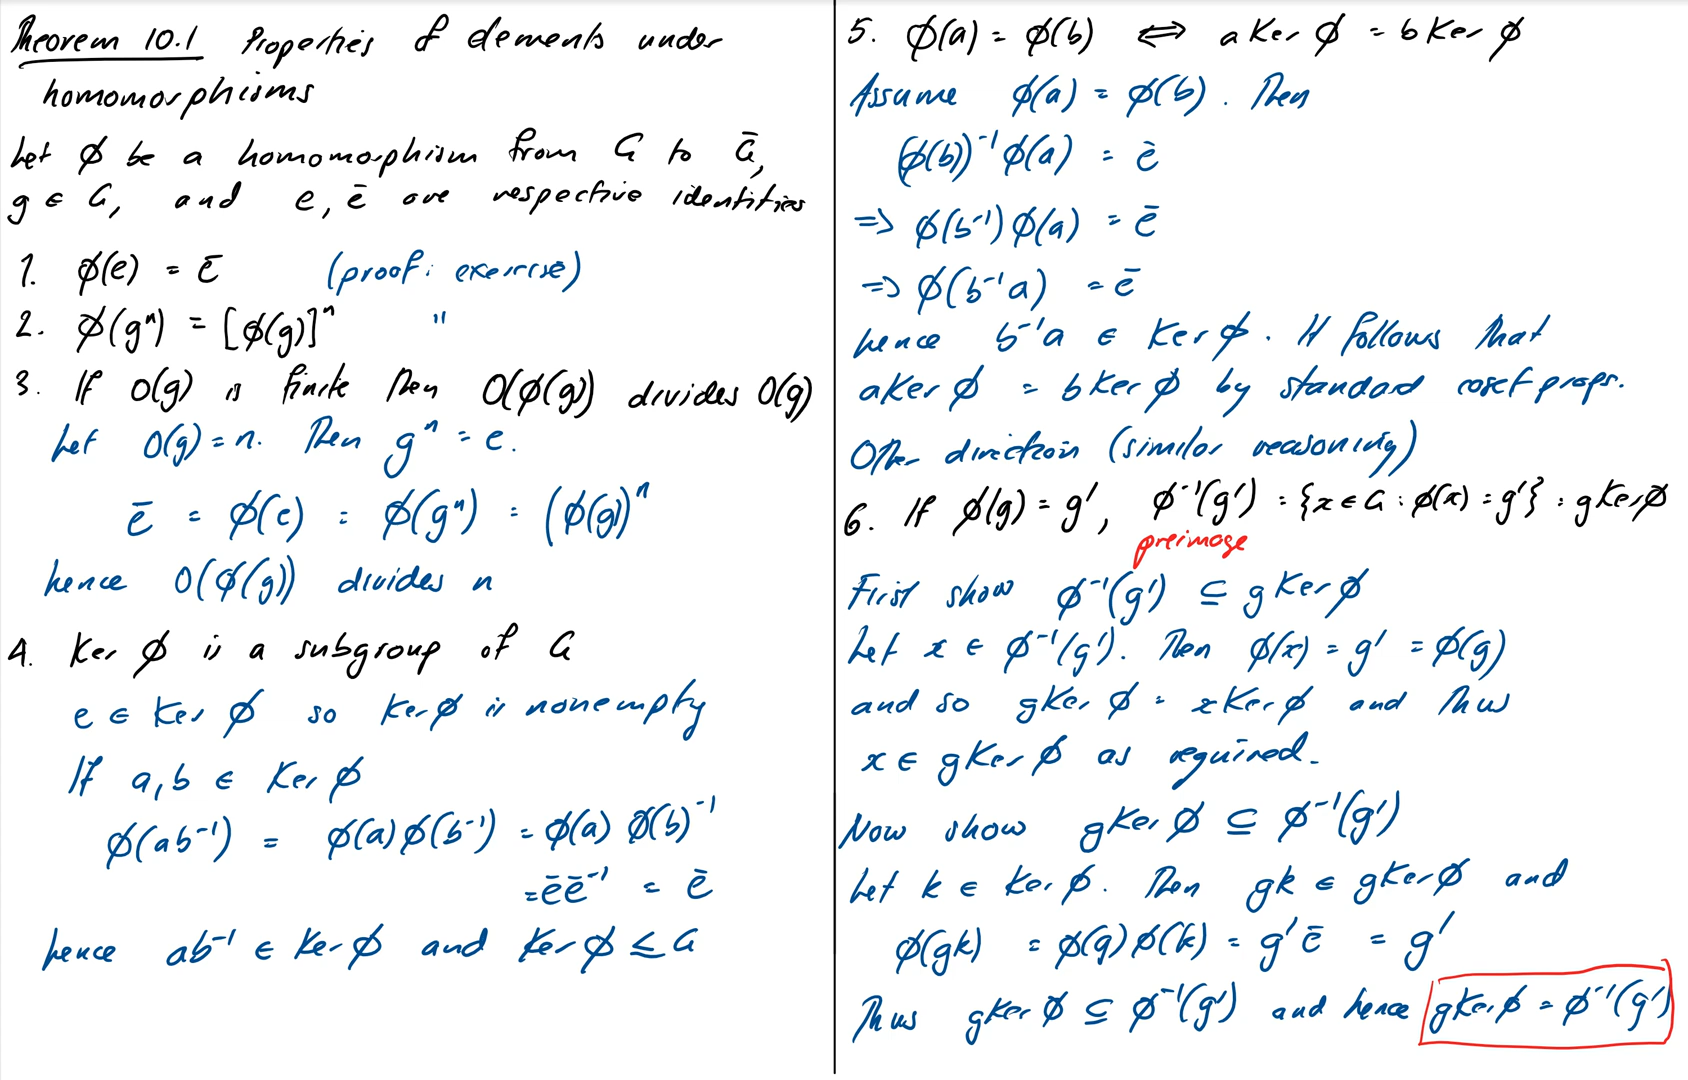 Theorem 10.1 Properties of elements under
homomorphisms
Let φ be a homomorphism from G to Ḡ,
g ∈ G, and e, ē are respective identities
1. φ(e) = ē (proof: exercise)
2. φ(gⁿ) = [φ(g)]ⁿ "
3. If O(g) is finite then O(φ(g)) divides O(g)
Let O(g) = n. Then gⁿ = e.
ē = φ(e) = φ(gⁿ) = (φ(g))ⁿ
hence O(φ(g)) divides n
4. Ker φ is a subgroup of G
e ∈ Ker φ so Ker φ is nonempty
If a, b ∈ Ker φ
φ(ab⁻¹) = φ(a)φ(b⁻¹) = φ(a) φ(b)⁻¹
= ēē⁻¹ = ē
hence ab⁻¹ ∈ Ker φ and Ker φ ≤ G
5. φ(a) = φ(b) ⇔ a Ker φ = b Ker φ
Assume φ(a) = φ(b). Then
(φ(b))⁻¹ φ(a) = ē
⇒ φ(b⁻¹) φ(a) = ē
⇒ φ(b⁻¹a) = ē
hence b⁻¹a ∈ Ker φ. It follows that
a Ker φ = b Ker φ by standard coset props.
Other direction (similar reasoning)
6. If φ(g) = g', φ⁻¹(g') = {x ∈ G : φ(x) = g'} = g Ker φ
preimage
First show φ⁻¹(g') ⊆ g Ker φ
Let x ∈ φ⁻¹(g'). Then φ(x) = g' = φ(g)
and so g Ker φ = x Ker φ and thus
x ∈ g Ker φ as required.
Now show g Ker φ ⊆ φ⁻¹(g')
Let k ∈ Ker φ. Then gk ∈ g Ker φ and
φ(gk) = φ(g) φ(k) = g' ē = g'
Thus g Ker φ ⊆ φ⁻¹(g') and hence g Ker φ = φ⁻¹(g')